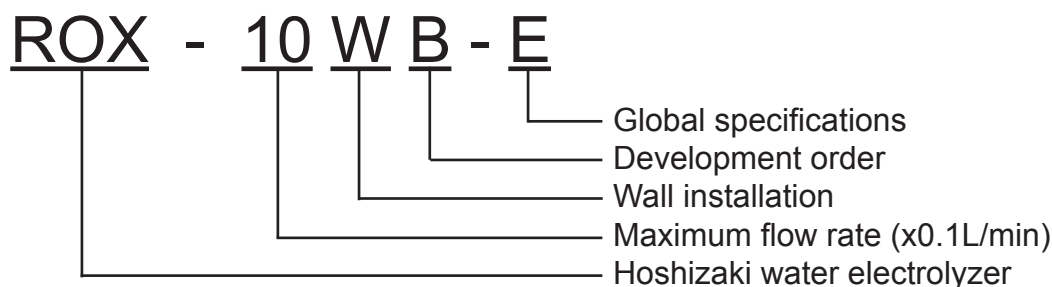 ROX - 10 W B - E
Global specifications
Development order
Wall installation
Maximum flow rate (x0.1L/min)
Hoshizaki water electrolyzer